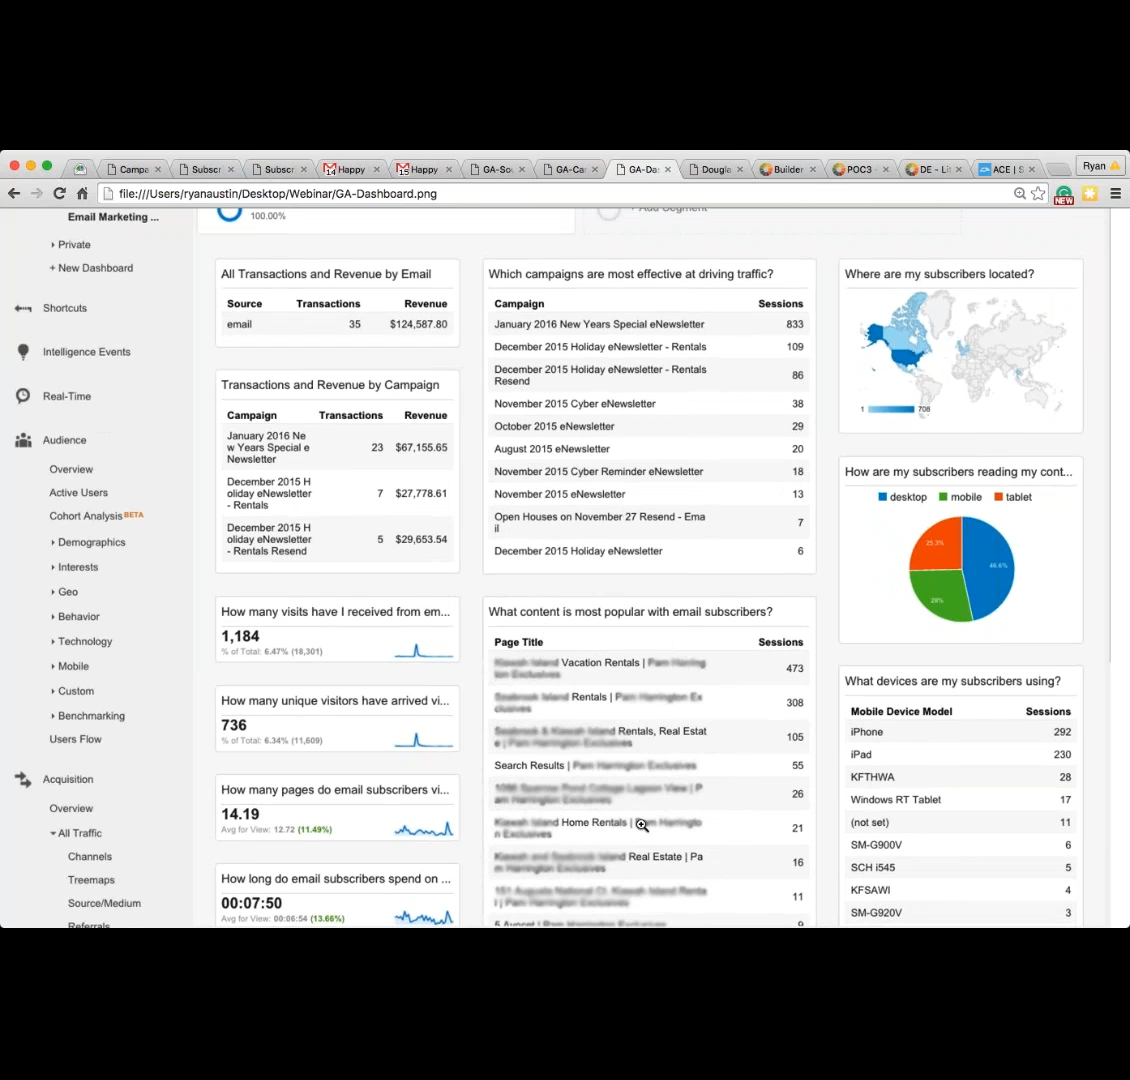 Campa
Subscr
Subscr
14 Happy
15 Happy
GA-So
GA-Ca
GA-Da
Dougla
Builder
POC3 -
DE - Lit
ACE | S
Ryan
file:///Users/ryanaustin/Desktop/Webinar/GA-Dashboard.png
NEW
Email Marketing ...
Private
+ New Dashboard
Shortcuts
Intelligence Events
Real-Time
Audience
Overview
Active Users
Cohort Analysis BETA
Demographics
Interests
Geo
Behavior
Technology
Mobile
Custom
Benchmarking
Users Flow
Acquisition
Overview
All Traffic
Channels
Treemaps
Source/Medium
Referrals
100.00%
+ Add Segment
All Transactions and Revenue by Email
Source Transactions Revenue
email 35 $124,587.80
Transactions and Revenue by Campaign
Campaign Transactions Revenue
January 2016 Ne
w Years Special e 23 $67,155.65
Newsletter
December 2015 H
oliday eNewsletter 7 $27,778.61
- Rentals
December 2015 H
oliday eNewsletter 5 $29,653.54
- Rentals Resend
How many visits have I received from em...
1,184
% of Total: 6.47% (18,301)
How many unique visitors have arrived vi...
736
% of Total: 6.34% (11,609)
How many pages do email subscribers vi...
14.19
Avg for View: 12.72 (11.49%)
How long do email subscribers spend on ...
00:07:50
Avg for View: 00:06:54 (13.66%)
Which campaigns are most effective at driving traffic?
Campaign Sessions
January 2016 New Years Special eNewsletter 833
December 2015 Holiday eNewsletter - Rentals 109
December 2015 Holiday eNewsletter - Rentals 86
Resend
November 2015 Cyber eNewsletter 38
October 2015 eNewsletter 29
August 2015 eNewsletter 20
November 2015 Cyber Reminder eNewsletter 18
November 2015 eNewsletter 13
Open Houses on November 27 Resend - Ema 7
il
December 2015 Holiday eNewsletter 6
What content is most popular with email subscribers?
Page Title Sessions
Vacation Rentals | 473
Rentals | 308
Rentals, Real Estat 105
e |
Search Results | 55
| P 26
Home Rentals | 21
Real Estate | Pa 16
11
9
Where are my subscribers located?
1 708
How are my subscribers reading my cont...
desktop mobile tablet
25.3%
46.6%
28%
What devices are my subscribers using?
Mobile Device Model Sessions
iPhone 292
iPad 230
KFTHWA 28
Windows RT Tablet 17
(not set) 11
SM-G900V 6
SCH i545 5
KFSAWI 4
SM-G920V 3